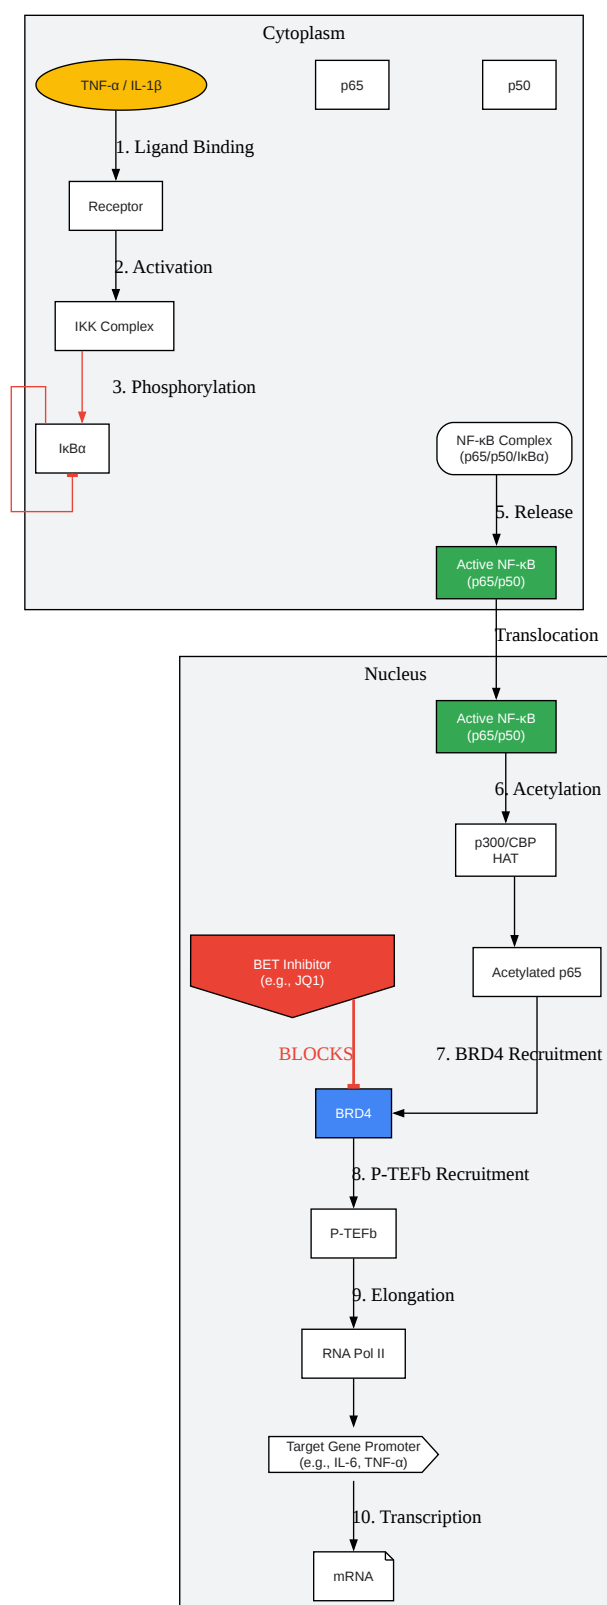 Cytoplasm
TNF-α / IL-1β
p65
p50
1. Ligand Binding
Receptor
2. Activation
IKK Complex
3. Phosphorylation
IκBα
NF-κB Complex
(p65/p50/IκBα)
5. Release
Active NF-κB
(p65/p50)
Translocation
Nucleus
Active NF-κB
(p65/p50)
6. Acetylation
p300/CBP
HAT
BET Inhibitor
(e.g., JQ1)
Acetylated p65
BLOCKS
7. BRD4 Recruitment
BRD4
8. P-TEFb Recruitment
P-TEFb
9. Elongation
RNA Pol II
Target Gene Promoter
(e.g., IL-6, TNF-α)
10. Transcription
mRNA